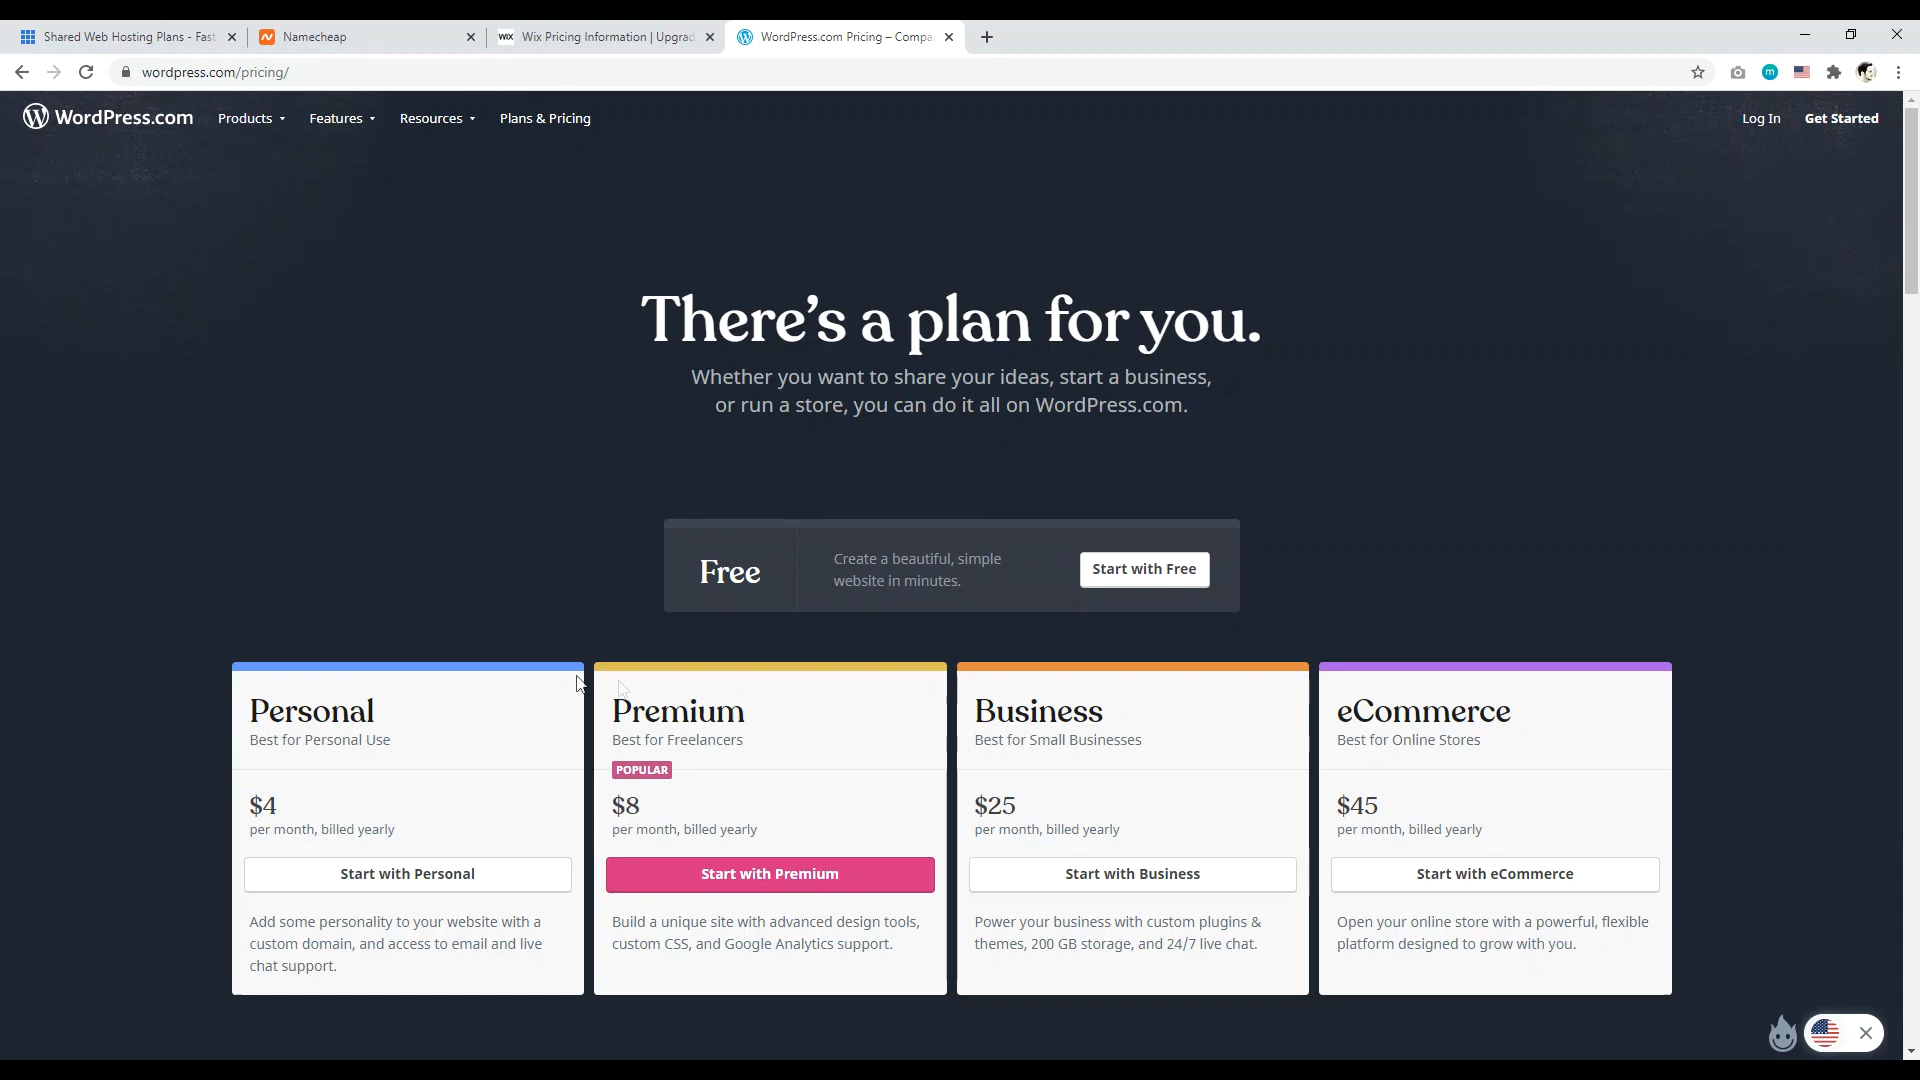 Shared Web Hosting Plans - Fast
Namecheap
WIX Wix Pricing Information | Upgrad
WordPress.com Pricing – Compa
wordpress.com/pricing/
m
WordPress.com
Products
Features
Resources
Plans & Pricing
Log In
Get Started
There's a plan for you.
Whether you want to share your ideas, start a business,
or run a store, you can do it all on WordPress.com.
Free
Create a beautiful, simple
website in minutes.
Start with Free
Personal
Best for Personal Use
$4
per month, billed yearly
Start with Personal
Add some personality to your website with a
custom domain, and access to email and live
chat support.
Premium
Best for Freelancers
POPULAR
$8
per month, billed yearly
Start with Premium
Build a unique site with advanced design tools,
custom CSS, and Google Analytics support.
Business
Best for Small Businesses
$25
per month, billed yearly
Start with Business
Power your business with custom plugins &
themes, 200 GB storage, and 24/7 live chat.
eCommerce
Best for Online Stores
$45
per month, billed yearly
Start with eCommerce
Open your online store with a powerful, flexible
platform designed to grow with you.